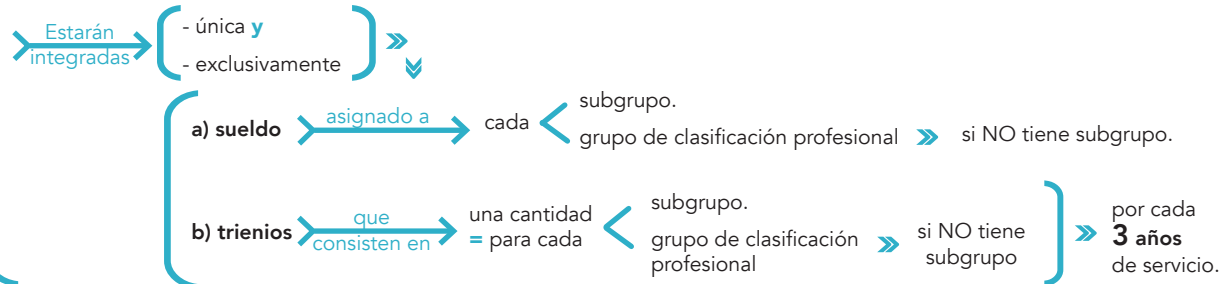 Estarán
integradas
- única y
- exclusivamente
a) sueldo
asignado a
cada
subgrupo.
grupo de clasificación profesional
si NO tiene subgrupo.
b) trienios
que
consisten en
una cantidad
= para cada
subgrupo.
grupo de clasificación
profesional
si NO tiene
subgrupo
por cada
3 años
de servicio.